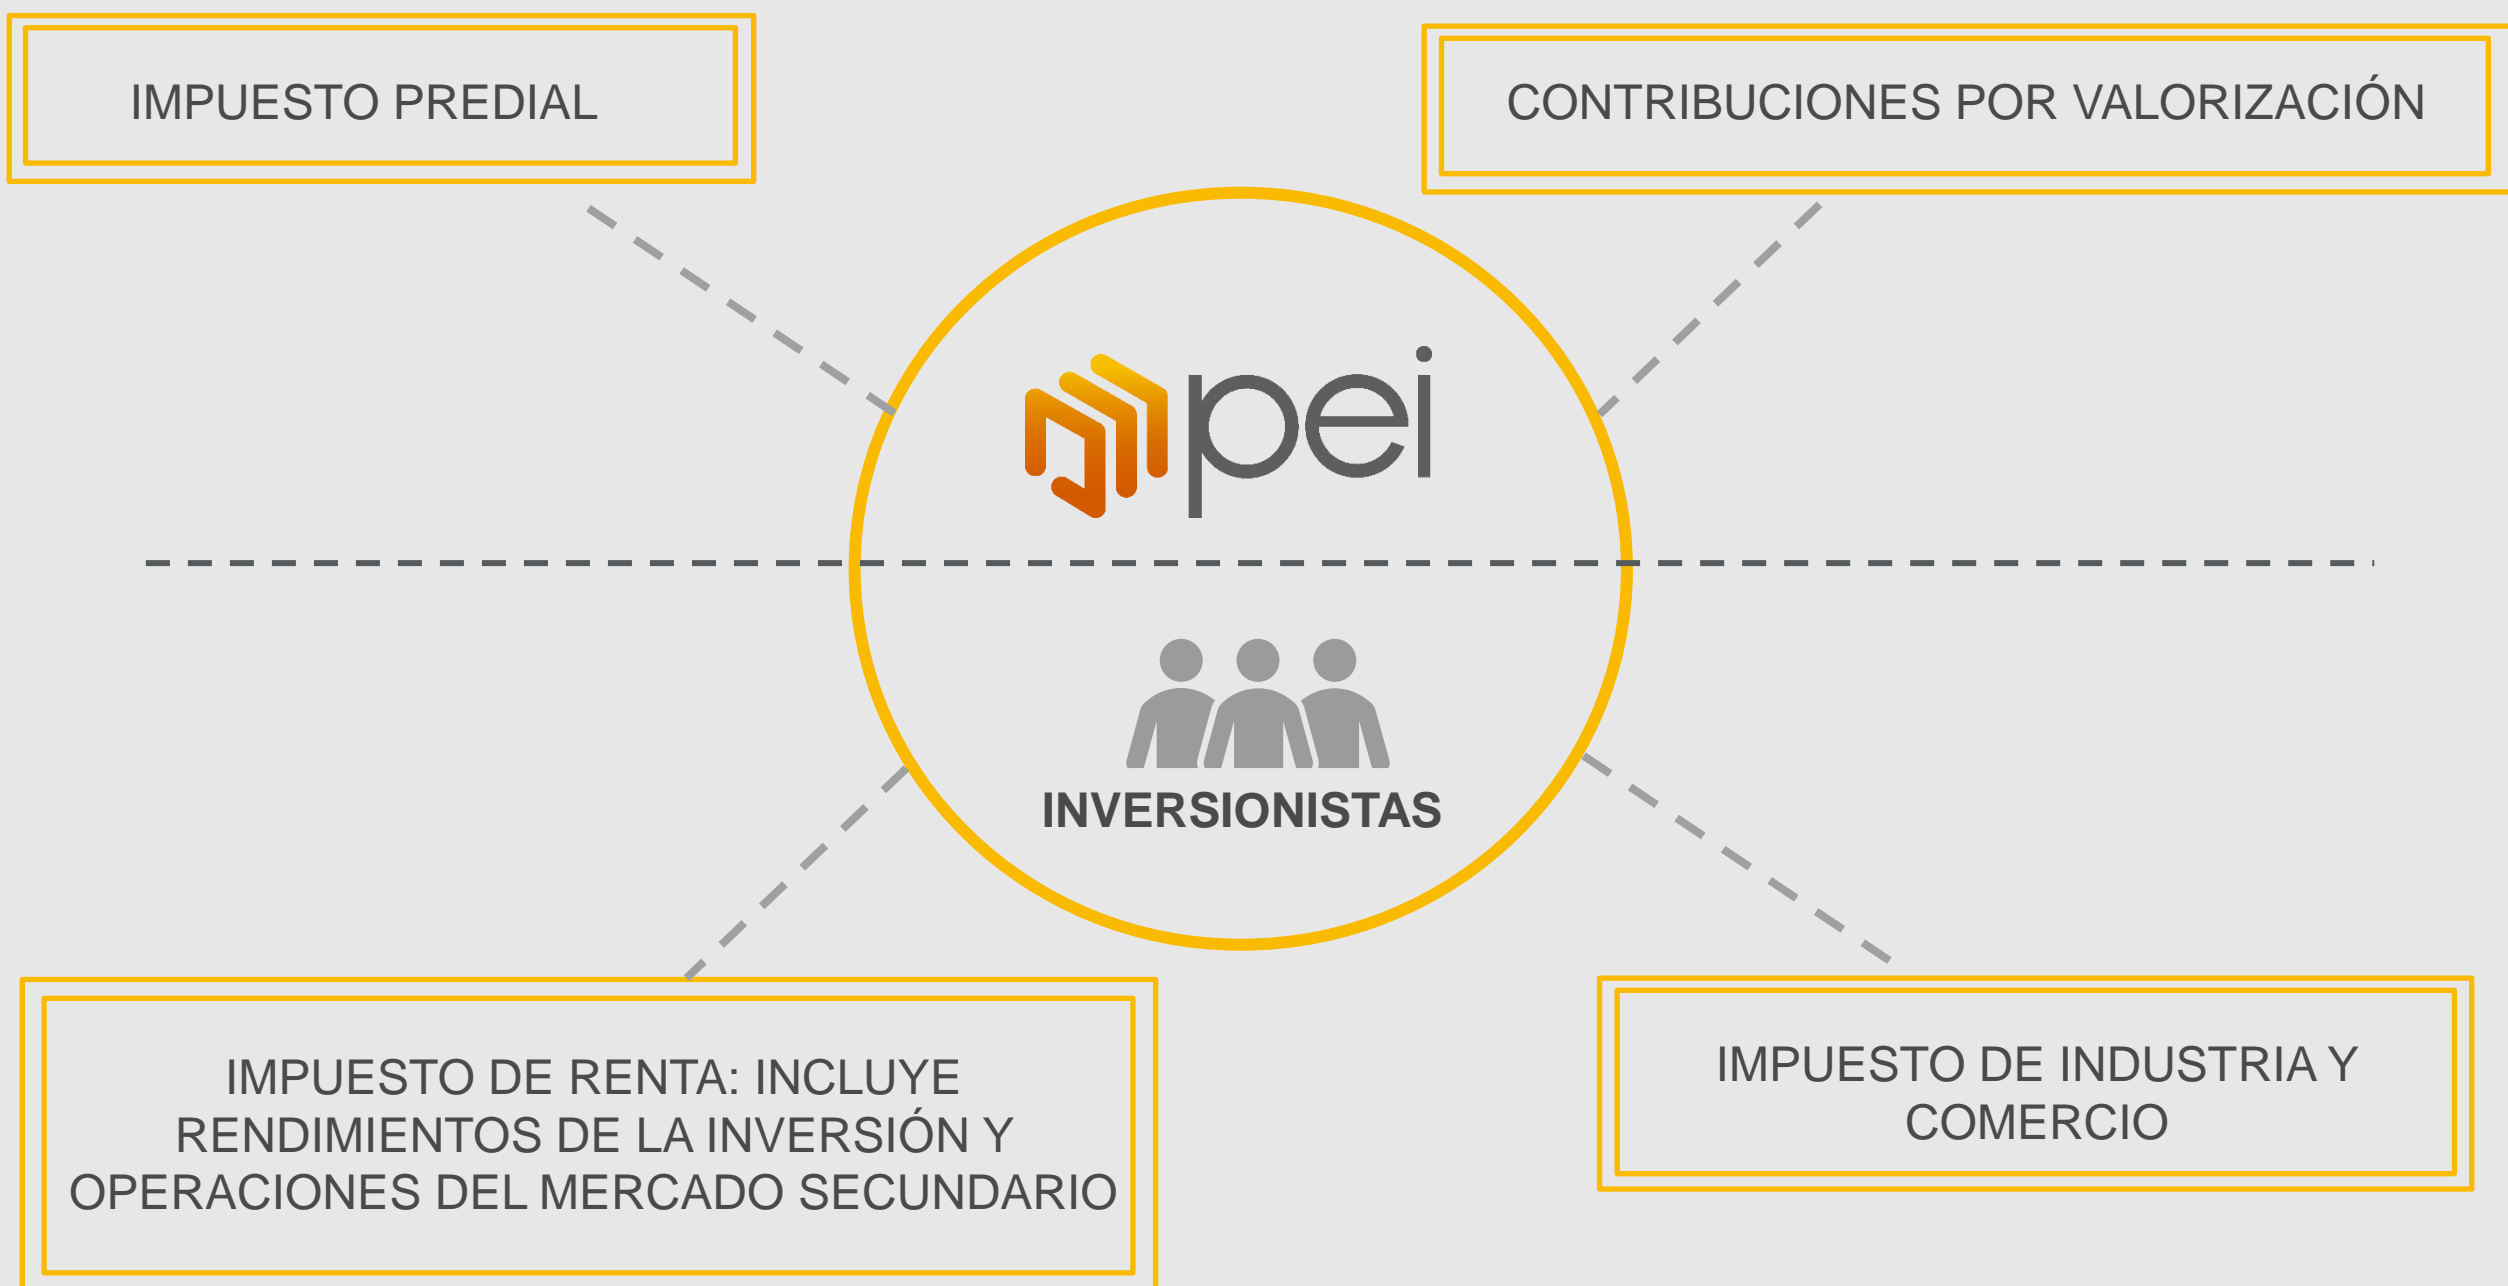 IMPUESTO PREDIAL
CONTRIBUCIONES POR VALORIZACIÓN
pei
INVERSIONISTAS
IMPUESTO DE RENTA: INCLUYE
RENDIMIENTOS DE LA INVERSIÓN Y
OPERACIONES DEL MERCADO SECUNDARIO
IMPUESTO DE INDUSTRIA Y
COMERCIO